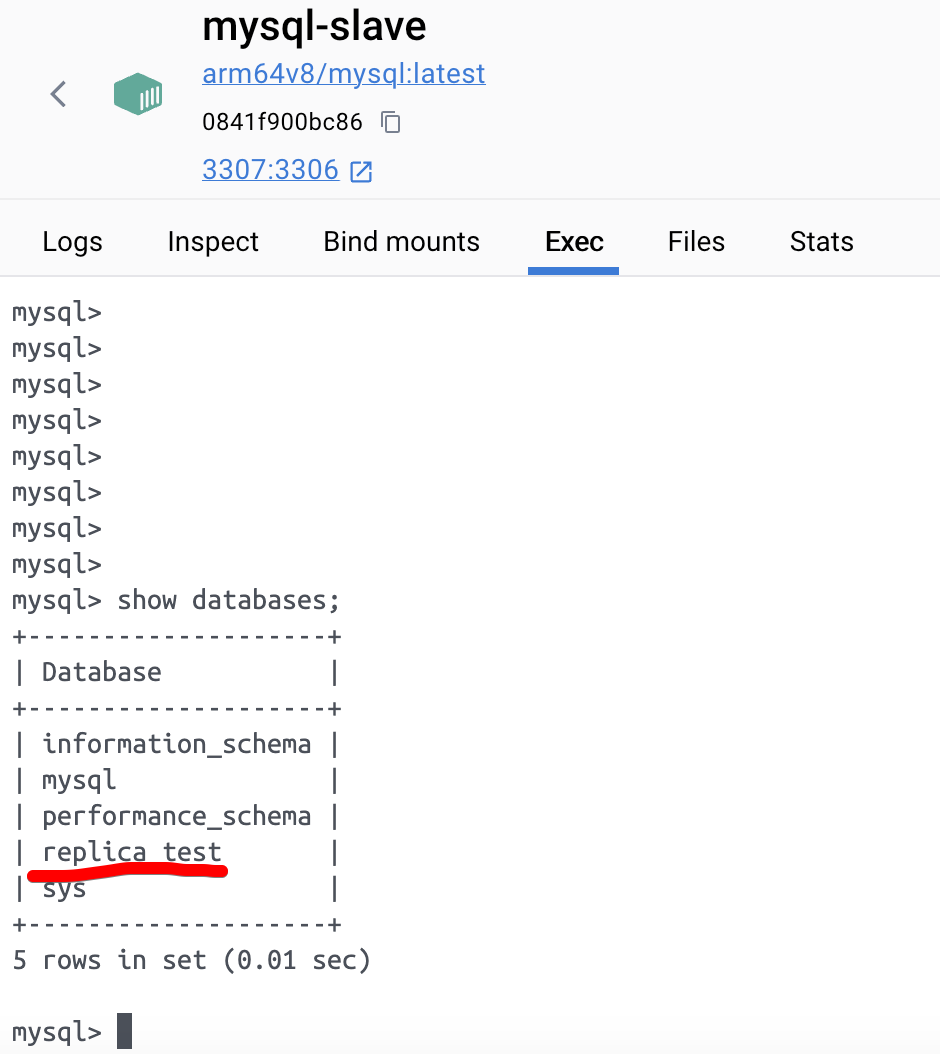 mysql-slave
arm64v8/mysql:latest
0841f900bc86
3307:3306
Logs Inspect Bind mounts Exec Files Stats
mysql>
mysql>
mysql>
mysql>
mysql>
mysql>
mysql>
mysql>
mysql> show databases;
+--------------------+
| Database           |
+--------------------+
| information_schema |
| mysql              |
| performance_schema |
| replica_test       |
| sys                |
+--------------------+
5 rows in set (0.01 sec)
mysql>